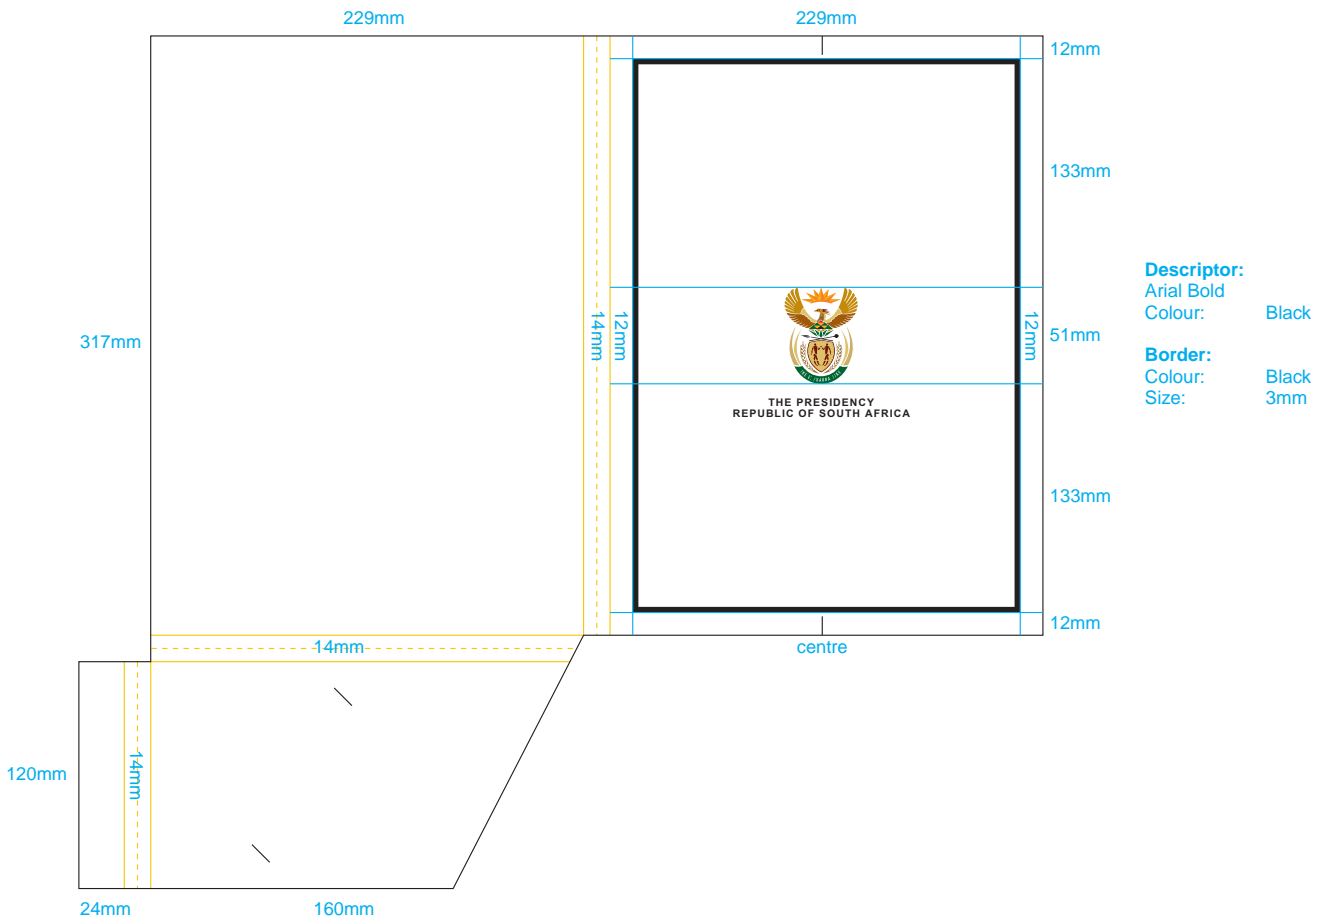 229mm
229mm
12mm
133mm
Descriptor:
Arial Bold
Colour: Black
14mm
12mm
12mm
51mm
317mm
Border:
Colour: Black
Size: 3mm
THE PRESIDENCY
REPUBLIC OF SOUTH AFRICA
133mm
12mm
14mm
centre
120mm
14mm
24mm
160mm